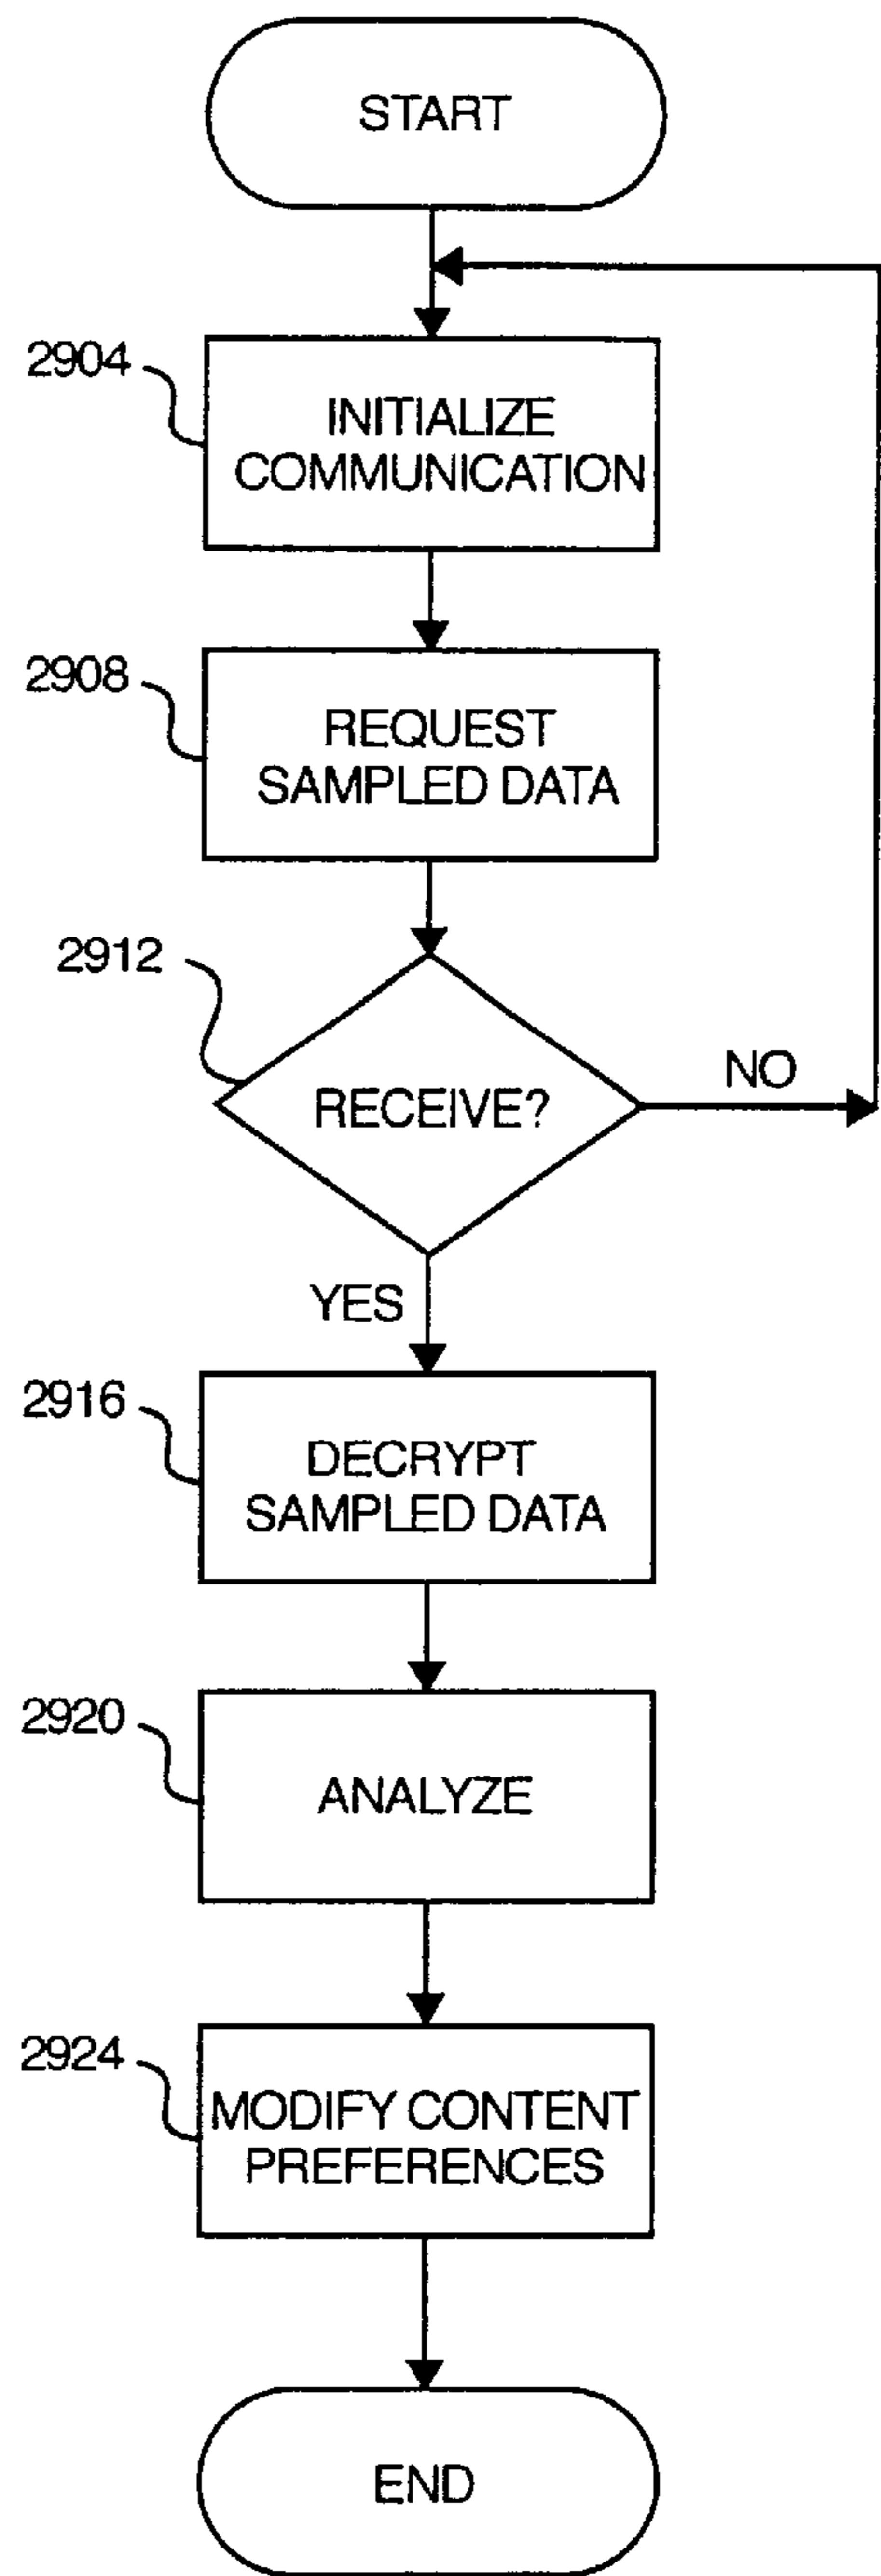 START
2904
INITIALIZE
COMMUNICATION
2908
REQUEST
SAMPLED DATA
2912
RECEIVE?
NO
YES
2916
DECRYPT
SAMPLED DATA
2920
ANALYZE
2924
MODIFY CONTENT
PREFERENCES
END